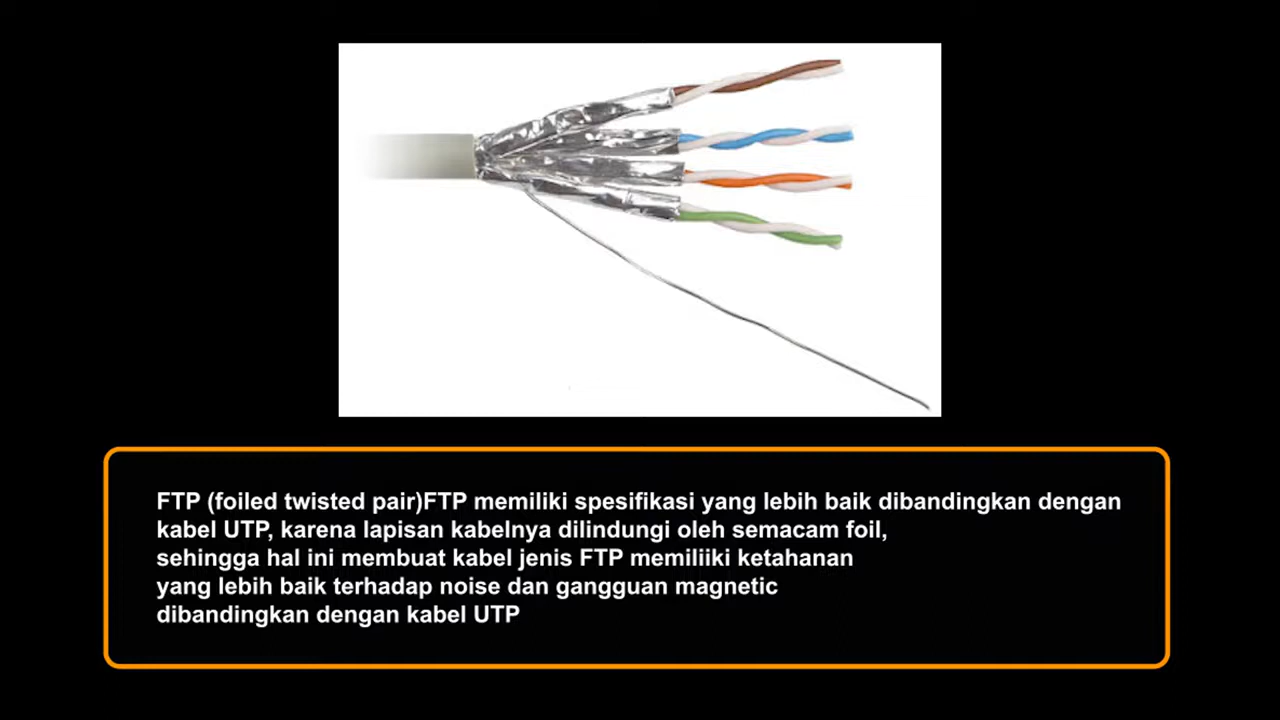 FTP (foiled twisted pair)FTP memiliki spesifikasi yang lebih baik dibandingkan dengan
kabel UTP, karena lapisan kabelnya dilindungi oleh semacam foil,
sehingga hal ini membuat kabel jenis FTP memiliiki ketahanan
yang lebih baik terhadap noise dan gangguan magnetic
dibandingkan dengan kabel UTP